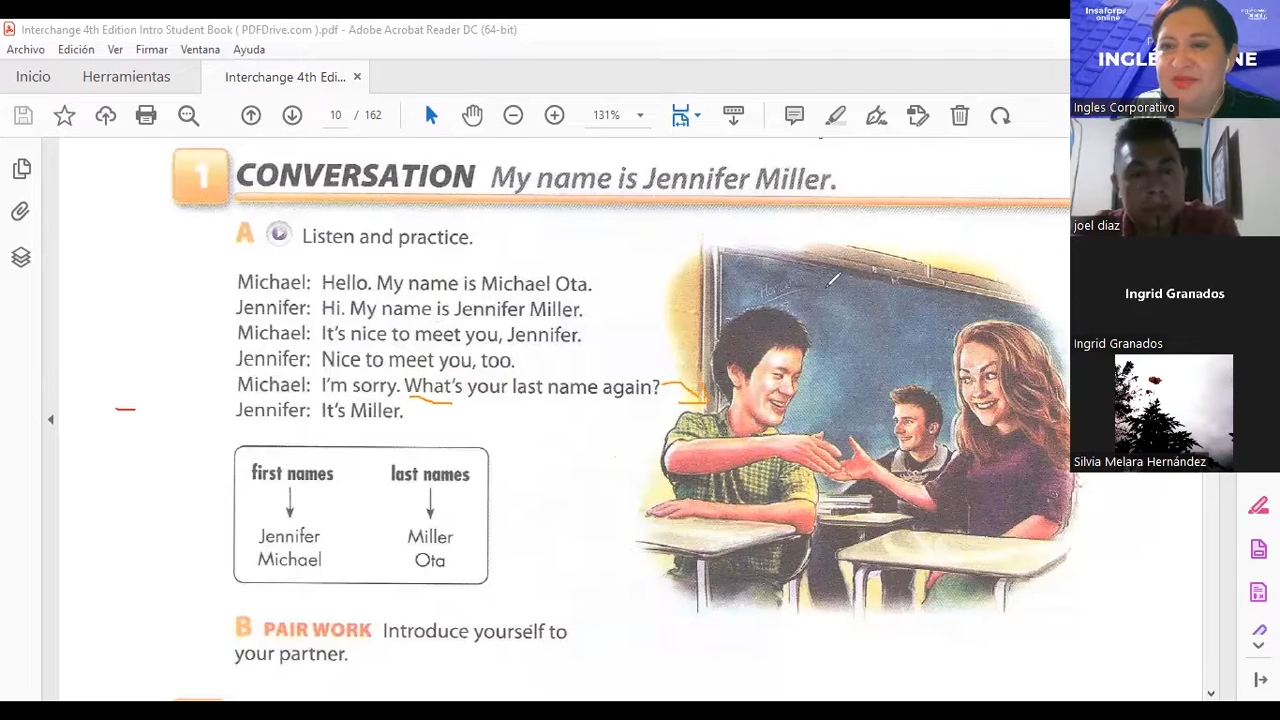 Interchange 4th Edition Intro Student Book ( PDFDrive.com ).pdf - Adobe Acrobat Reader DC (64-bit)
Archivo Edición Ver Firmar Ventana Ayuda
Inicio Herramientas Interchange 4th Edi... ×
10 / 162 131%
Insaforp online
INGLÉ NE
Ingles Corporativo
joel diaz
Ingrid Granados
Ingrid Granados
Silvia Melara Hernández
1 CONVERSATION My name is Jennifer Miller.
A Listen and practice.
Michael: Hello. My name is Michael Ota.
Jennifer: Hi. My name is Jennifer Miller.
Michael: It's nice to meet you, Jennifer.
Jennifer: Nice to meet you, too.
Michael: I'm sorry. What's your last name again?
Jennifer: It's Miller.
first names last names
Jennifer Miller
Michael Ota
B PAIR WORK Introduce yourself to
your partner.